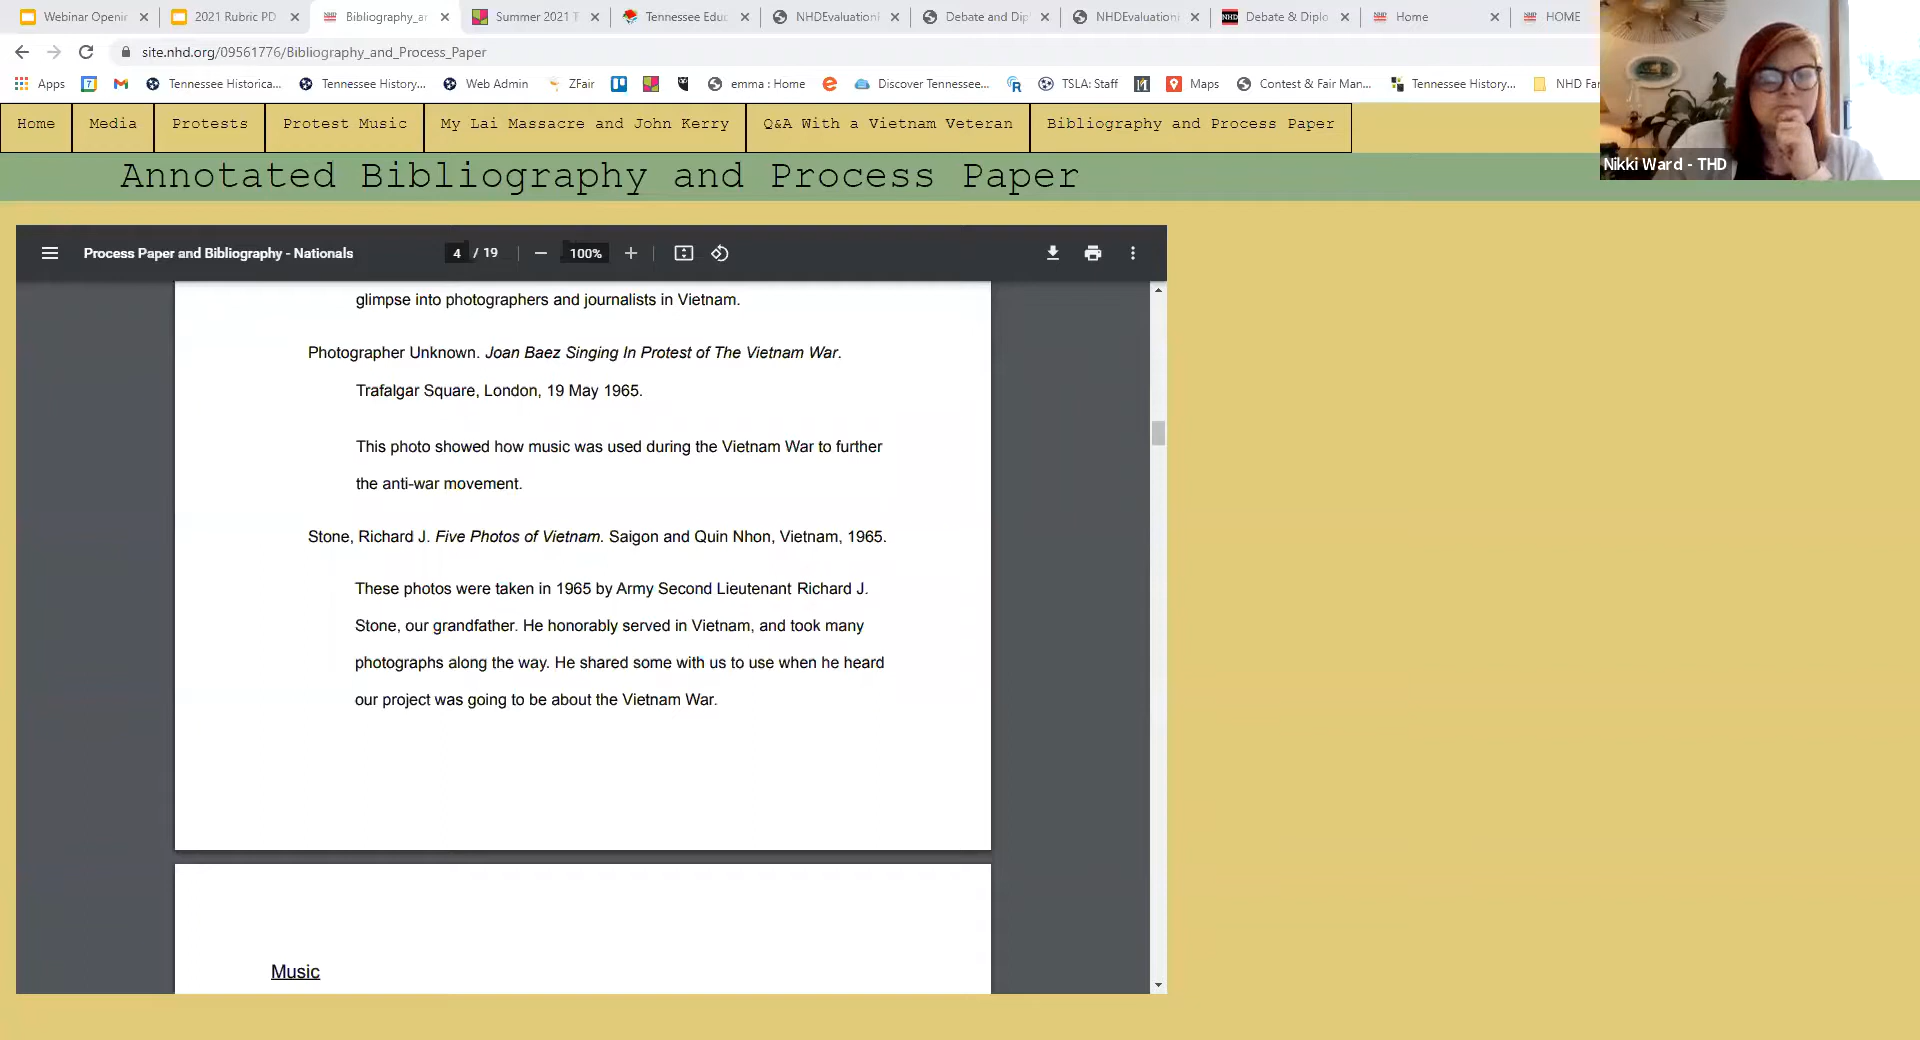 Webinar Openin
2021 Rubric PD
Bibliography_an
Summer 2021 T
Tennessee Educ
NHDEvaluation
Debate and Dip
NHDEvaluation
Debate & Diplo
Home
HOME
site.nhd.org/09561776/Bibliography_and_Process_Paper
Apps
Tennessee Historica...
Tennessee History...
Web Admin
ZFair
emma : Home
Discover Tennessee...
TSLA: Staff
Maps
Contest & Fair Man...
Tennessee History...
NHD Fa
Home
Media
Protests
Protest Music
My Lai Massacre and John Kerry
Q&A With a Vietnam Veteran
Bibliography and Process Paper
Nikki Ward - THD
Annotated Bibliography and Process Paper
Process Paper and Bibliography - Nationals
4 / 19
100%
glimpse into photographers and journalists in Vietnam.
Photographer Unknown. Joan Baez Singing In Protest of The Vietnam War.
Trafalgar Square, London, 19 May 1965.
This photo showed how music was used during the Vietnam War to further
the anti-war movement.
Stone, Richard J. Five Photos of Vietnam. Saigon and Quin Nhon, Vietnam, 1965.
These photos were taken in 1965 by Army Second Lieutenant Richard J.
Stone, our grandfather. He honorably served in Vietnam, and took many
photographs along the way. He shared some with us to use when he heard
our project was going to be about the Vietnam War.
Music